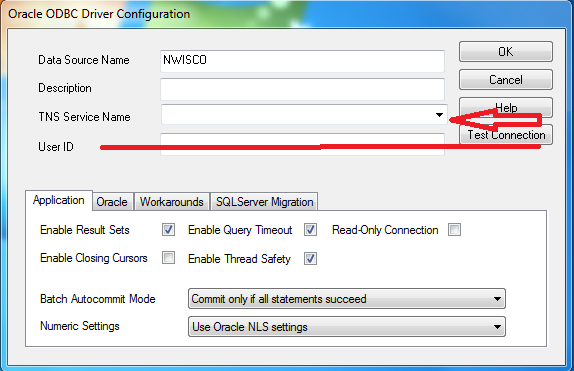 Oracle ODBC Driver Configuration
Data Source Name NWISCO OK
Description Cancel
TNS Service Name Help
User ID Test Connection
Application Oracle Workarounds SQLServer Migration
Enable Result Sets Enable Query Timeout Read-Only Connection
Enable Closing Cursors Enable Thread Safety
Batch Autocommit Mode Commit only if all statements succeed
Numeric Settings Use Oracle NLS settings